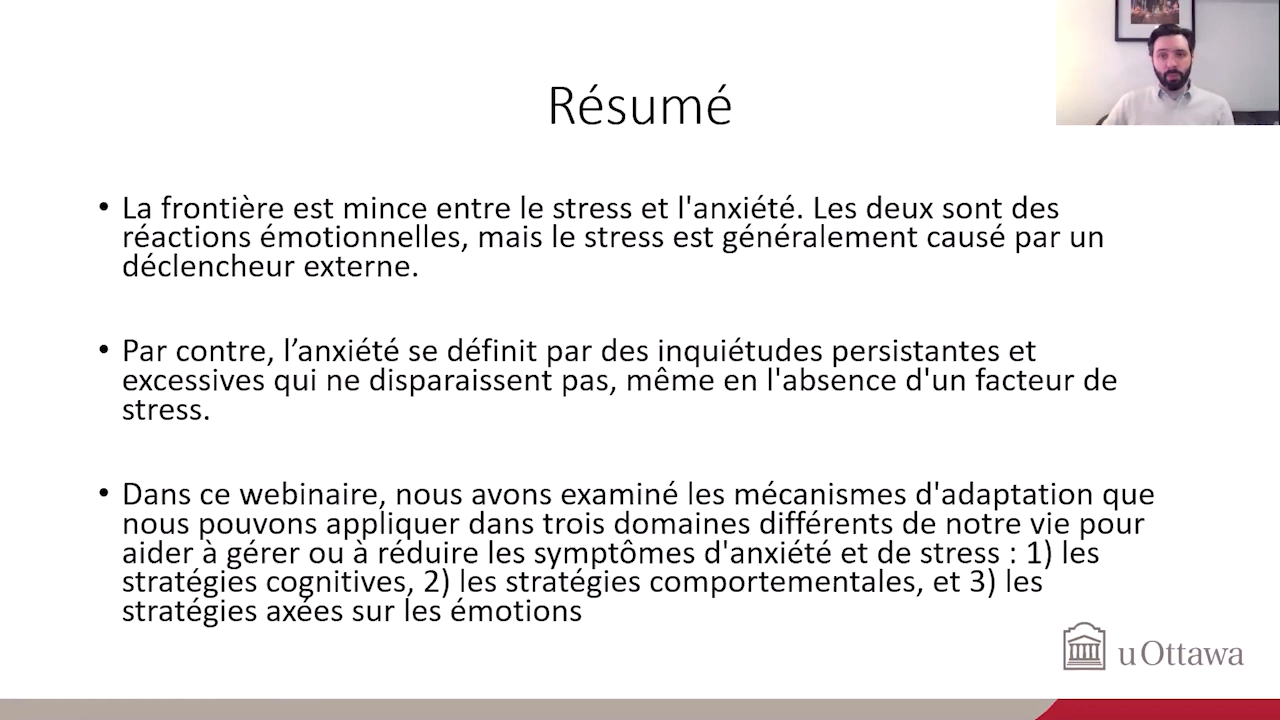 Résumé
• La frontière est mince entre le stress et l'anxiété. Les deux sont des
réactions émotionnelles, mais le stress est généralement causé par un
déclencheur externe.
• Par contre, l’anxiété se définit par des inquiétudes persistantes et
excessives qui ne disparaissent pas, même en l'absence d'un facteur de
stress.
• Dans ce webinaire, nous avons examiné les mécanismes d'adaptation que
nous pouvons appliquer dans trois domaines différents de notre vie pour
aider à gérer ou à réduire les symptômes d'anxiété et de stress : 1) les
stratégies cognitives, 2) les stratégies comportementales, et 3) les
stratégies axées sur les émotions
uOttawa